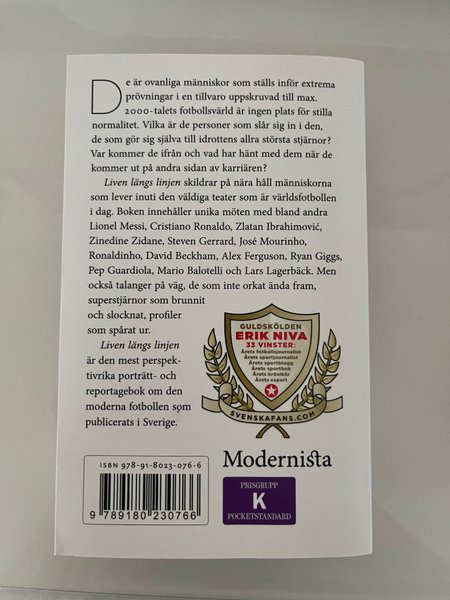 De är ovanliga människor som ställs inför extrema
prövningar i en tillvaro uppskruvad till max.
2000-talets fotbollsvärld är ingen plats för stilla
normalitet. Vilka är de personer som slår sig in i den,
de som gör sig själva till idrottens allra största stjärnor?
Var kommer de ifrån och vad har hänt med dem när de
kommer ut på andra sidan av karriären?
Liven längs linjen skildrar på nära håll människorna
som lever inuti den väldiga teater som är världsfotbollen
i dag. Boken innehåller unika möten med bland andra
Lionel Messi, Cristiano Ronaldo, Zlatan Ibrahimović,
Zinedine Zidane, Steven Gerrard, José Mourinho,
Ronaldinho, David Beckham, Alex Ferguson, Ryan Giggs,
Pep Guardiola, Mario Balotelli och Lars Lagerbäck. Men
också talanger på väg, de som inte orkat ända fram,
superstjärnor som brunnit
och slocknat, profiler
som spårat ur.
Liven längs linjen
är den mest perspek-
tivrika porträtt- och
reportagebok om den
moderna fotbollen som
publicerats i Sverige.
GULDSKÖLDEN
ERIK NIVA
33 VINSTER:
Årets fotbollsjournalist
Årets sportjournalist
Årets sportblogg
Årets sportbok
Årets krönikör
Årets expert
SVENSKAFANS.COM
Modernista
ISBN 978-91-8023-076-6
9 789180 230766
PRISGRUPP
K
POCKETSTANDARD